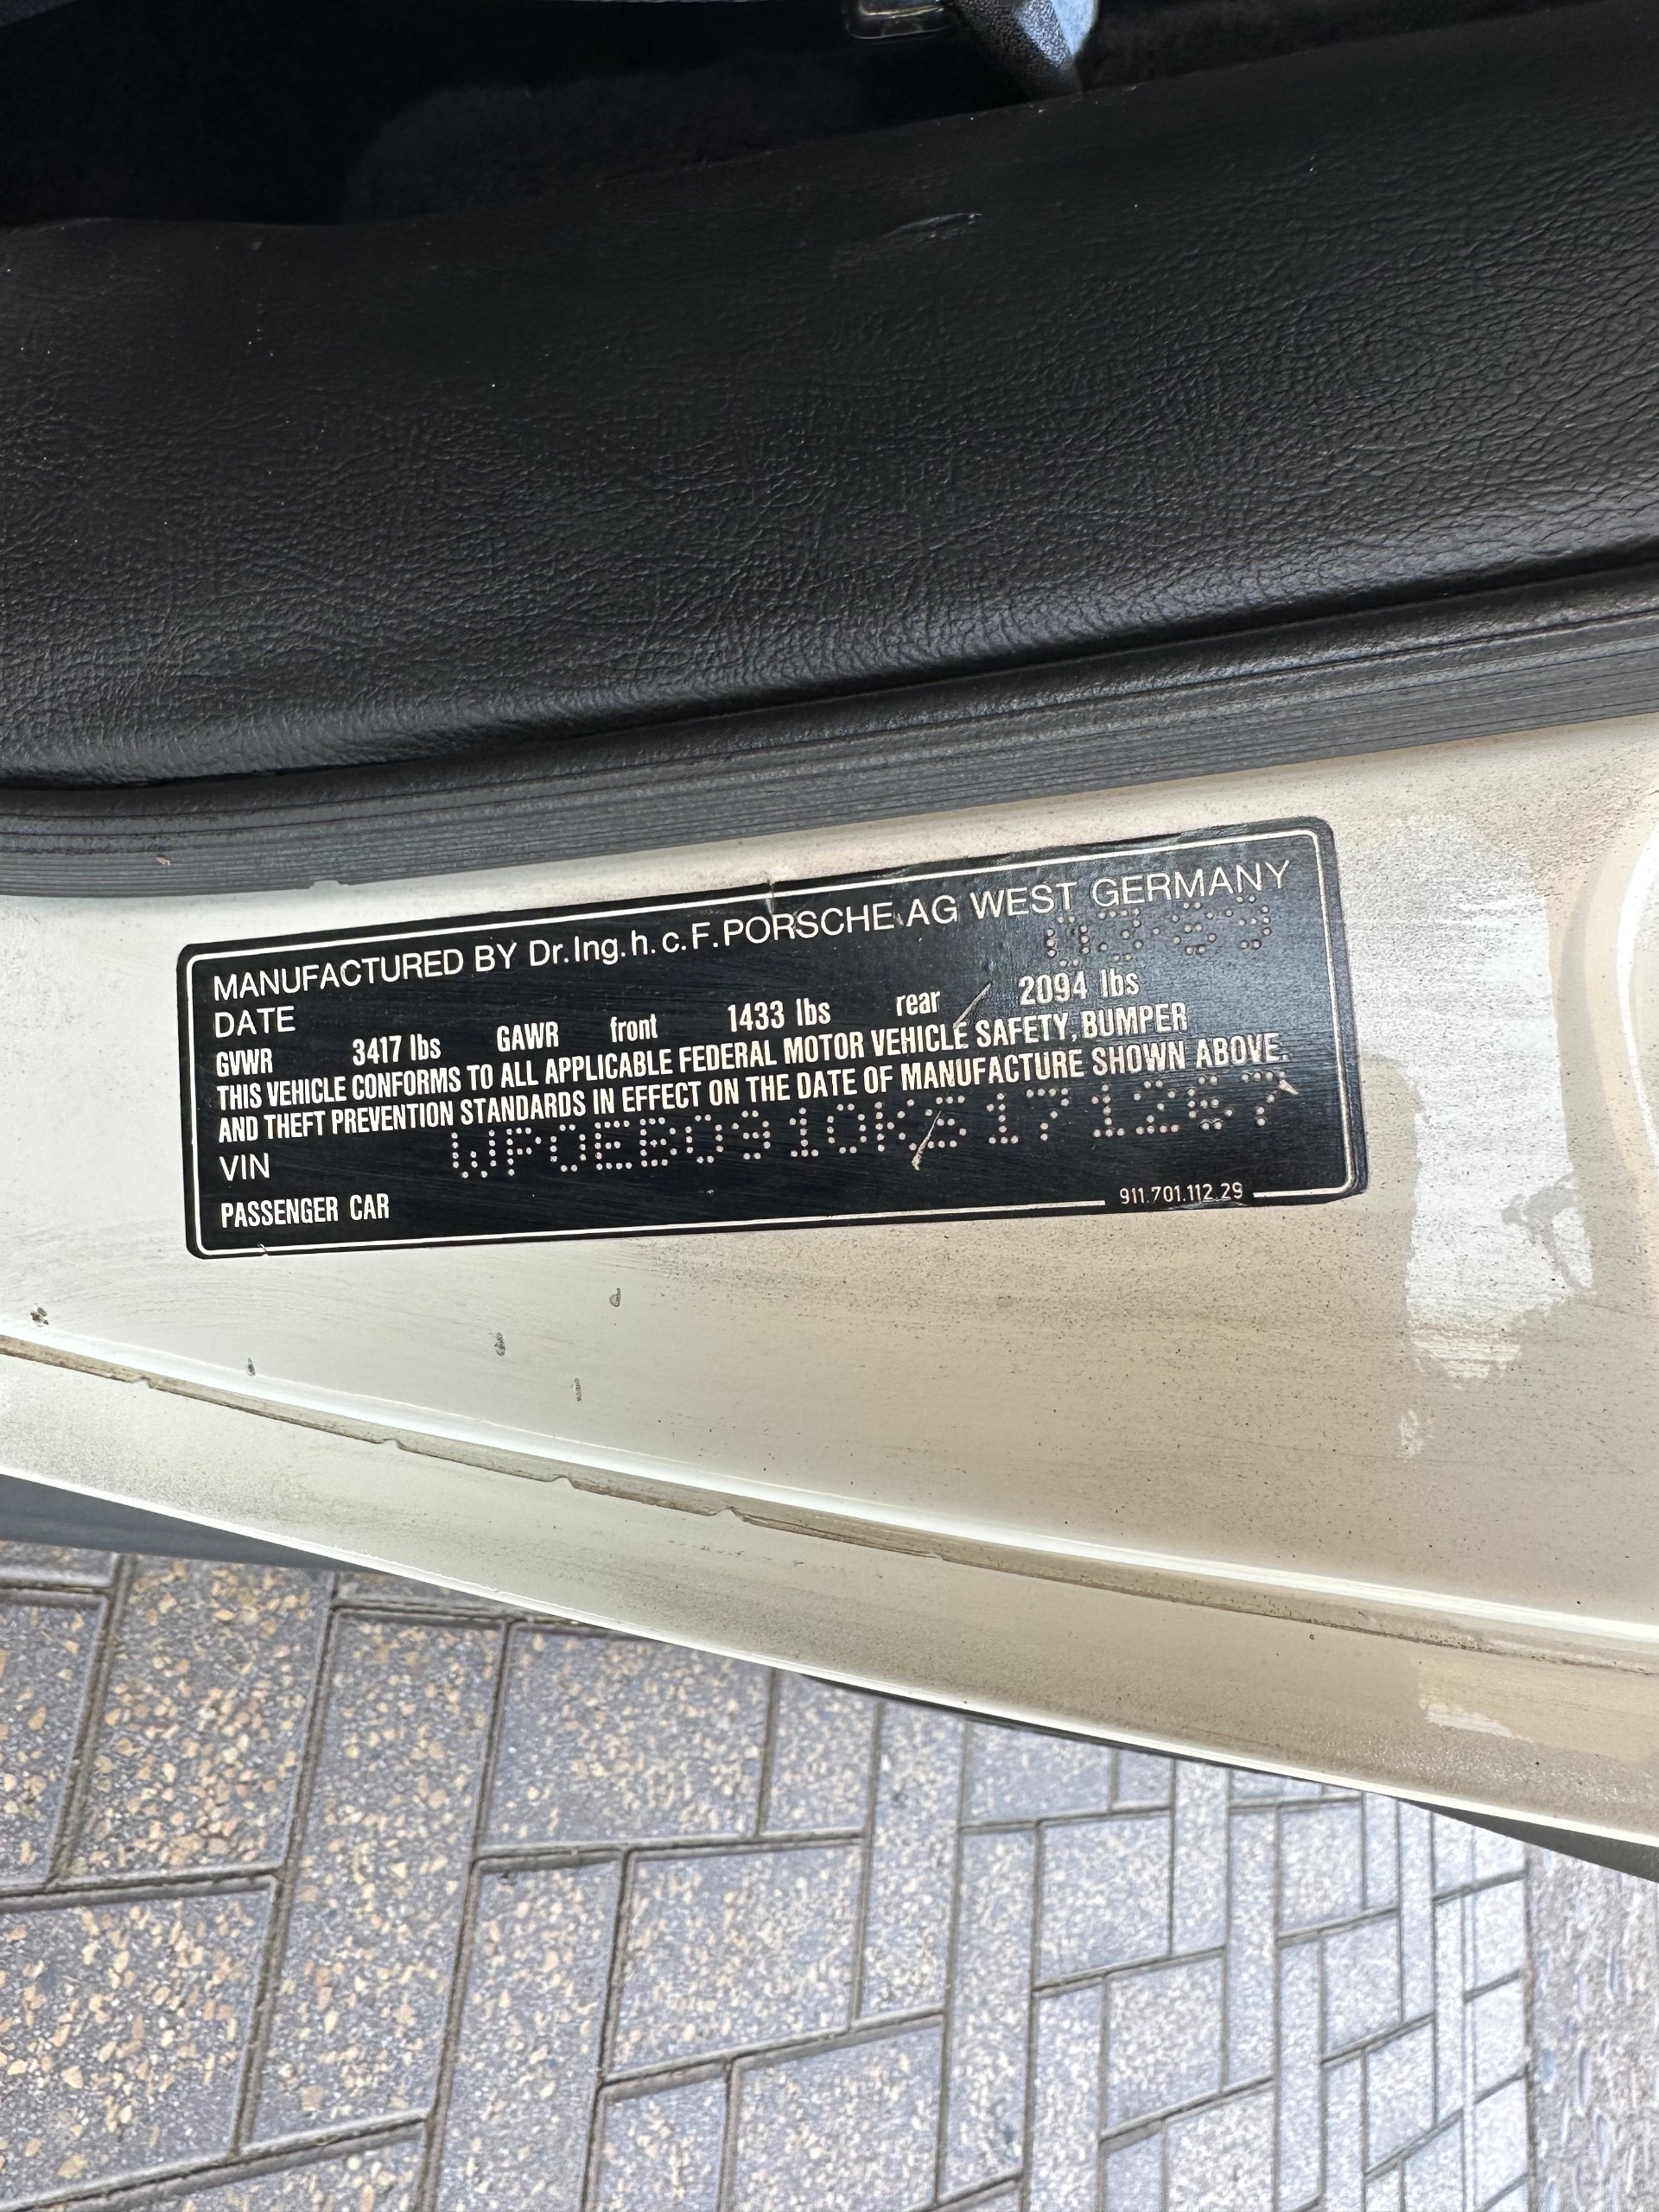 MANUFACTURED BY Dr.Ing.h.c.F.PORSCHE AG WEST GERMANY
DATE
GVWR 3417 lbs GAWR front 1433 lbs rear 2094 lbs
THIS VEHICLE CONFORMS TO ALL APPLICABLE FEDERAL MOTOR VEHICLE SAFETY, BUMPER
AND THEFT PREVENTION STANDARDS IN EFFECT ON THE DATE OF MANUFACTURE SHOWN ABOVE.
VIN WP0EB0910KS171267
PASSENGER CAR
911.701.112.29